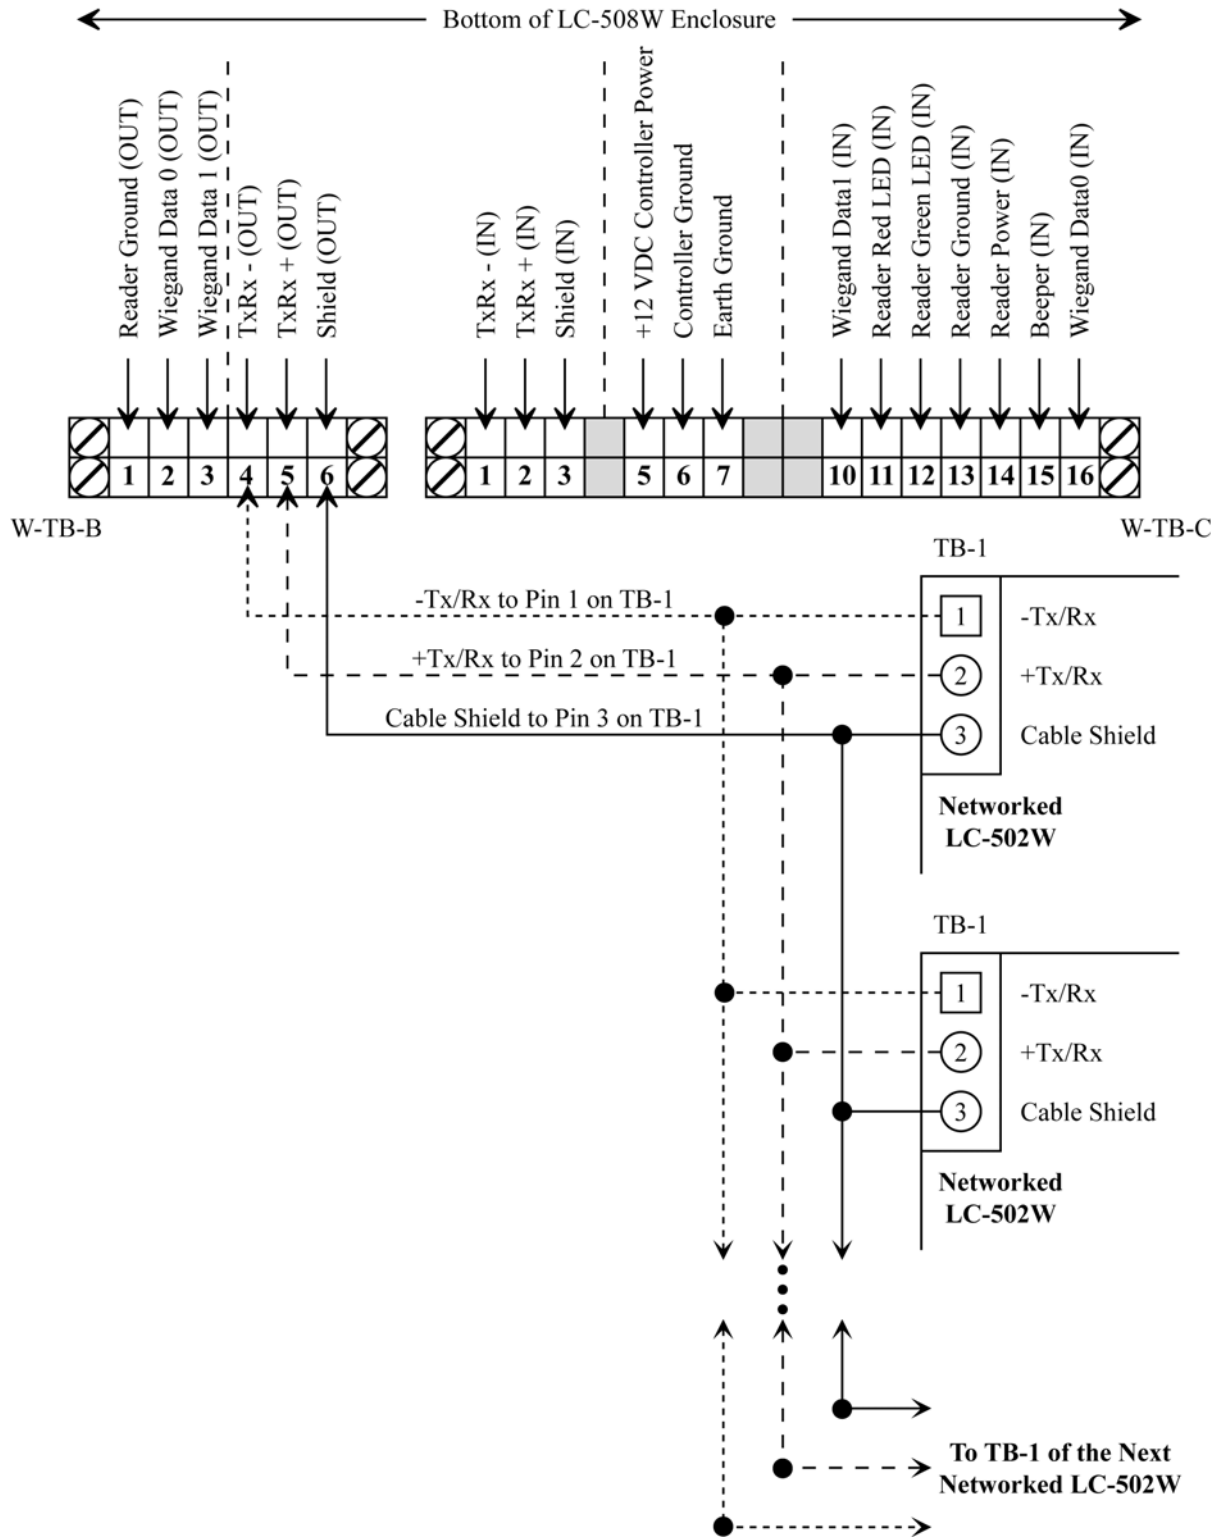 Bottom of LC-508W Enclosure
Reader Ground (OUT)
Wiegand Data 0 (OUT)
Wiegand Data 1 (OUT)
TxRx - (OUT)
TxRx + (OUT)
Shield (OUT)
TxRx - (IN)
TxRx + (IN)
Shield (IN)
+12 VDC Controller Power
Controller Ground
Earth Ground
Wiegand Data1 (IN)
Reader Red LED (IN)
Reader Green LED (IN)
Reader Ground (IN)
Reader Power (IN)
Beeper (IN)
Wiegand Data0 (IN)
1 2 3 4 5 6
1 2 3 5 6 7 10 11 12 13 14 15 16
W-TB-B
W-TB-C
TB-1
-Tx/Rx to Pin 1 on TB-1
1 -Tx/Rx
+Tx/Rx to Pin 2 on TB-1
2 +Tx/Rx
Cable Shield to Pin 3 on TB-1
3 Cable Shield
Networked
LC-502W
TB-1
1 -Tx/Rx
2 +Tx/Rx
3 Cable Shield
Networked
LC-502W
To TB-1 of the Next
Networked LC-502W